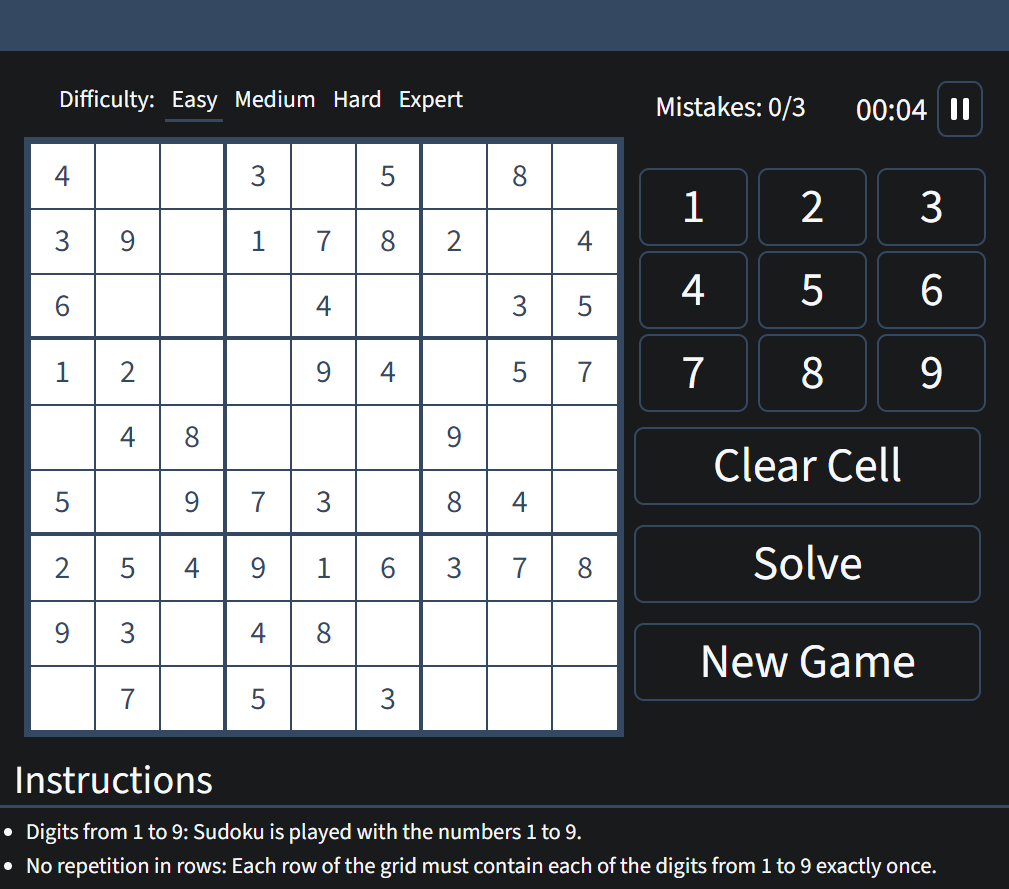 Difficulty: Easy Medium Hard Expert
Mistakes: 0/3 00:04
4 3 5 8
3 9 1 7 8 2 4
6 4 3 5
1 2 9 4 5 7
4 8 9
5 9 7 3 8 4
2 5 4 9 1 6 3 7 8
9 3 4 8
7 5 3
1 2 3
4 5 6
7 8 9
Clear Cell
Solve
New Game
Instructions
• Digits from 1 to 9: Sudoku is played with the numbers 1 to 9.
• No repetition in rows: Each row of the grid must contain each of the digits from 1 to 9 exactly once.